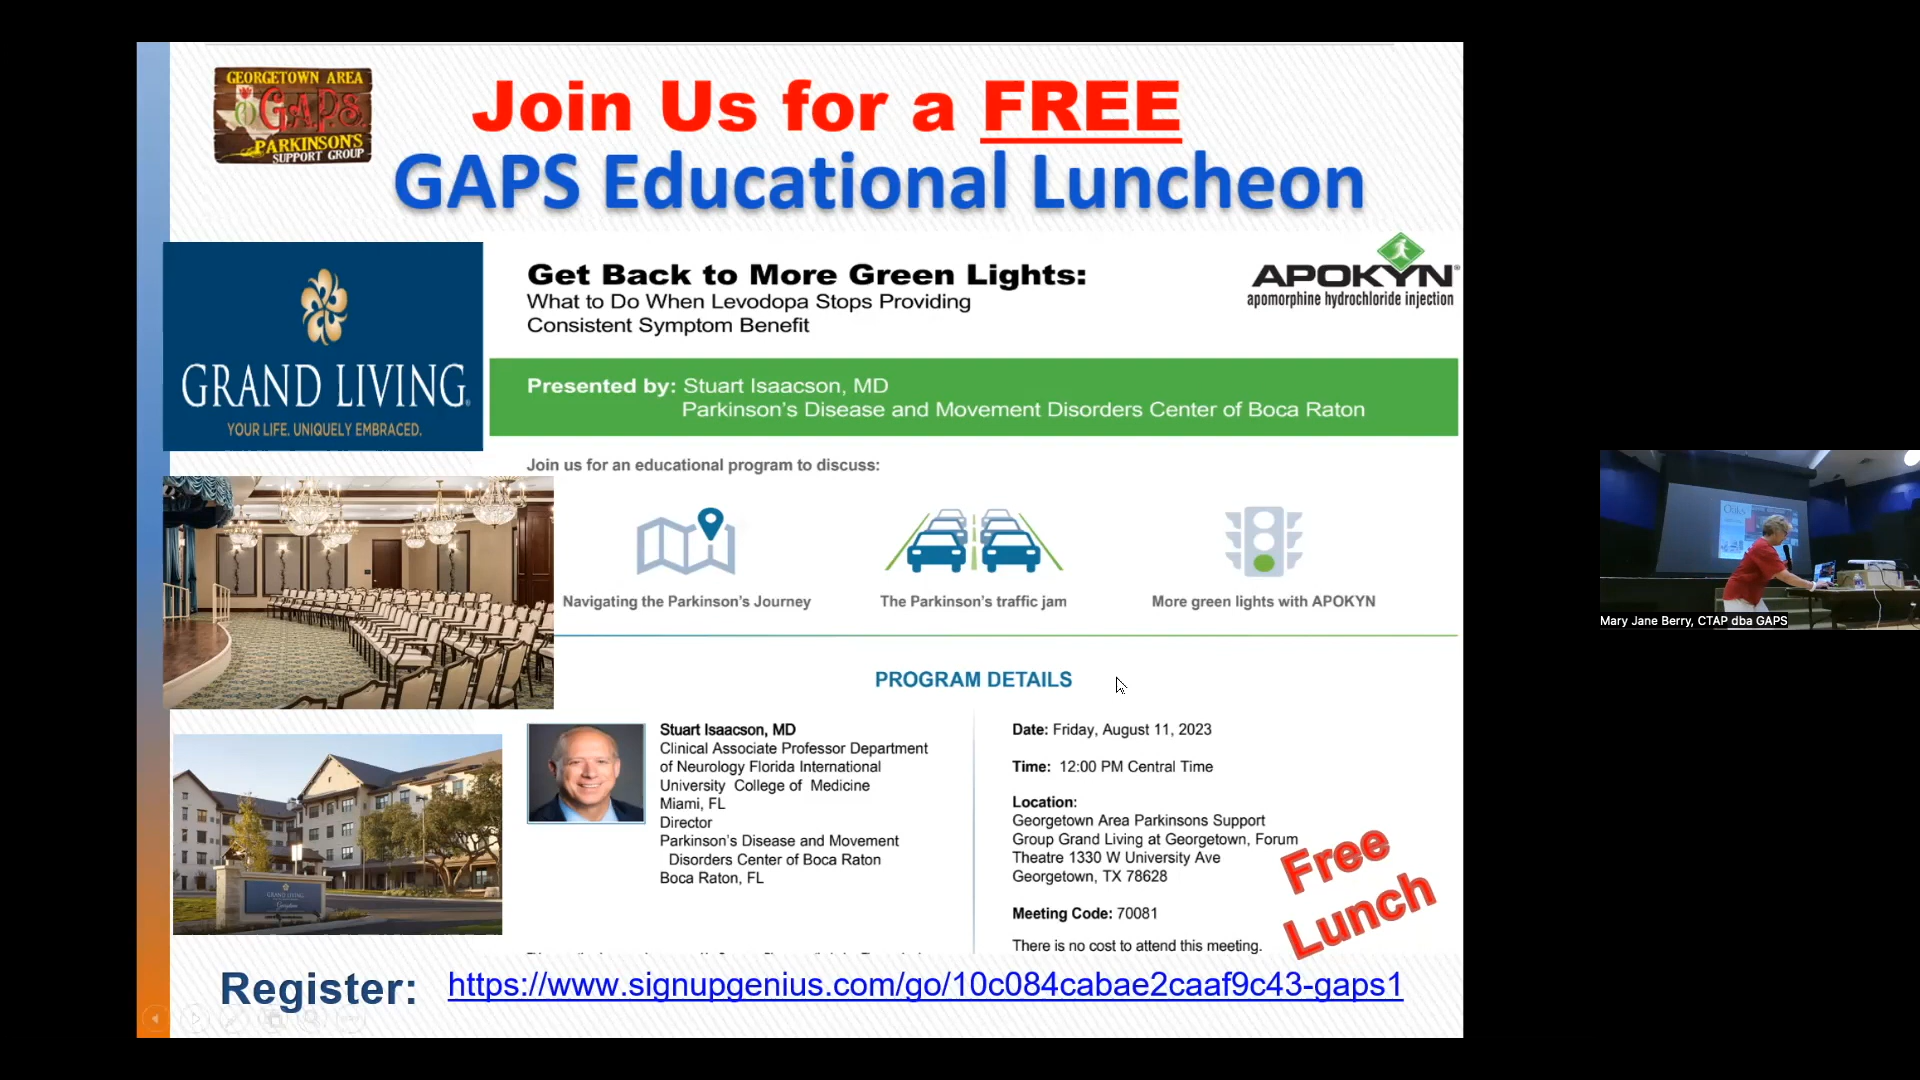 GEORGETOWN AREA
GAPS
PARKINSON'S
SUPPORT GROUP
Join Us for a FREE
GAPS Educational Luncheon
GRAND LIVING®
YOUR LIFE. UNIQUELY EMBRACED.
Get Back to More Green Lights:
What to Do When Levodopa Stops Providing
Consistent Symptom Benefit
APOKYN®
apomorphine hydrochloride injection
Presented by: Stuart Isaacson, MD
Parkinson's Disease and Movement Disorders Center of Boca Raton
Join us for an educational program to discuss:
Navigating the Parkinson's Journey
The Parkinson's traffic jam
More green lights with APOKYN
PROGRAM DETAILS
Stuart Isaacson, MD
Clinical Associate Professor Department
of Neurology Florida International
University College of Medicine
Miami, FL
Director
Parkinson's Disease and Movement
Disorders Center of Boca Raton
Boca Raton, FL
Date: Friday, August 11, 2023
Time: 12:00 PM Central Time
Location:
Georgetown Area Parkinsons Support
Group Grand Living at Georgetown, Forum
Theatre 1330 W University Ave
Georgetown, TX 78628
Meeting Code: 70081
There is no cost to attend this meeting.
Free
Lunch
GRAND LIVING
Register: https://www.signupgenius.com/go/10c084cabae2caaf9c43-gaps1
Oaks
Mary Jane Berry, CTAP dba GAPS